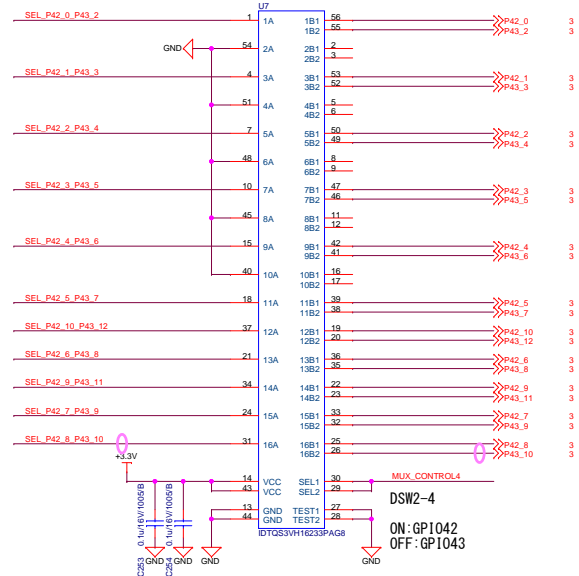 U7
SEL_P42_0_P43_2 1 1A 1B1 56 P42_0 3
1B2 55 P43_2 3
GND 54 2A 2B1 2
2B2 3
SEL_P42_1_P43_3 4 3A 3B1 53 P42_1 3
3B2 52 P43_3 3
51 4A 4B1 5
4B2 6
SEL_P42_2_P43_4 7 5A 5B1 50 P42_2 3
5B2 49 P43_4 3
48 6A 6B1 8
6B2 9
SEL_P42_3_P43_5 10 7A 7B1 47 P42_3 3
7B2 46 P43_5 3
45 8A 8B1 11
8B2 12
SEL_P42_4_P43_6 15 9A 9B1 42 P42_4 3
9B2 41 P43_6 3
40 10A 10B1 16
10B2 17
SEL_P42_5_P43_7 18 11A 11B1 39 P42_5 3
11B2 38 P43_7 3
SEL_P42_10_P43_12 37 12A 12B1 19 P42_10 3
12B2 20 P43_12 3
SEL_P42_6_P43_8 21 13A 13B1 36 P42_6 3
13B2 35 P43_8 3
SEL_P42_9_P43_11 34 14A 14B1 22 P42_9 3
14B2 23 P43_11 3
SEL_P42_7_P43_9 24 15A 15B1 33 P42_7 3
15B2 32 P43_9 3
SEL_P42_8_P43_10 31 16A 16B1 25 P42_8 3
16B2 26 P43_10 3
+3.3V
14 VCC SEL1 30 MUX_CONTROL4
43 VCC SEL2 29
13 GND TEST1 27
44 GND TEST2 28
IDTQS3VH16233PAG8
DSW2-4
ON:GPIO42
OFF:GPIO43
C253 0.1u/16V/1005/B
C254 0.1u/16V/1005/B
GND GND GND GND